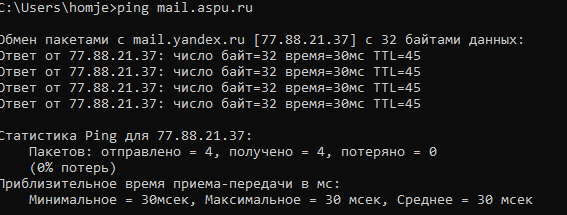 C:\Users\homje>ping mail.aspu.ru
Обмен пакетами с mail.yandex.ru [77.88.21.37] с 32 байтами данных:
Ответ от 77.88.21.37: число байт=32 время=30мс TTL=45
Ответ от 77.88.21.37: число байт=32 время=30мс TTL=45
Ответ от 77.88.21.37: число байт=32 время=30мс TTL=45
Ответ от 77.88.21.37: число байт=32 время=30мс TTL=45
Статистика Ping для 77.88.21.37:
Пакетов: отправлено = 4, получено = 4, потеряно = 0
(0% потерь)
Приблизительное время приема-передачи в мс:
Минимальное = 30мсек, Максимальное = 30 мсек, Среднее = 30 мсек